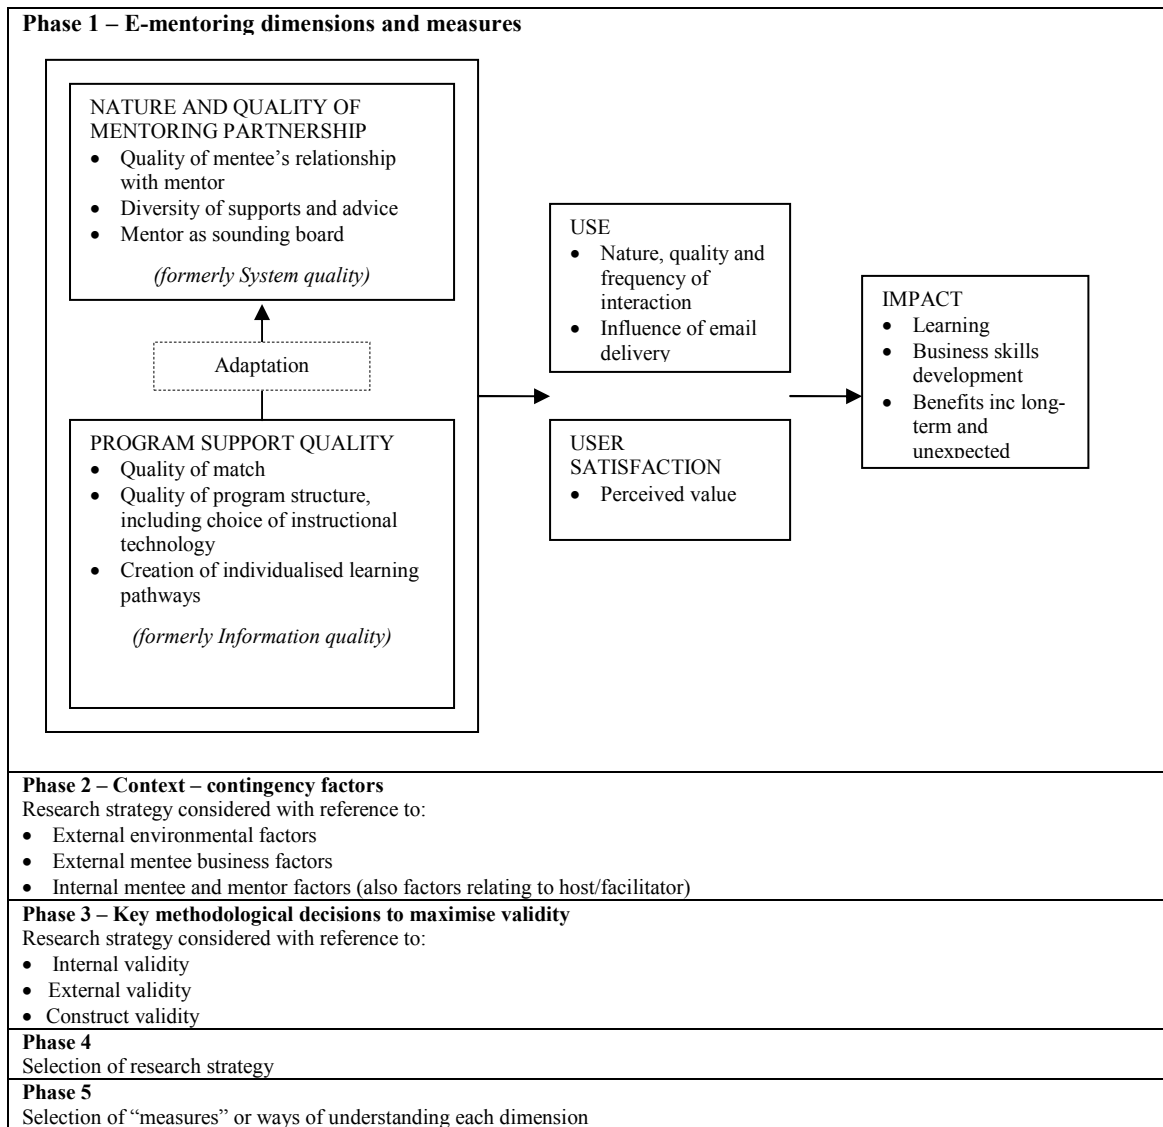 Phase 1 – E-mentoring dimensions and measures
NATURE AND QUALITY OF
MENTORING PARTNERSHIP
• Quality of mentee’s relationship
with mentor
• Diversity of supports and advice
• Mentor as sounding board
(formerly System quality)
Adaptation
PROGRAM SUPPORT QUALITY
• Quality of match
• Quality of program structure,
including choice of instructional
technology
• Creation of individualised learning
pathways
(formerly Information quality)
USE
• Nature, quality and
frequency of
interaction
• Influence of email
delivery
USER
SATISFACTION
• Perceived value
IMPACT
• Learning
• Business skills
development
• Benefits inc long-
term and
unexpected
Phase 2 – Context – contingency factors
Research strategy considered with reference to:
• External environmental factors
• External mentee business factors
• Internal mentee and mentor factors (also factors relating to host/facilitator)
Phase 3 – Key methodological decisions to maximise validity
Research strategy considered with reference to:
• Internal validity
• External validity
• Construct validity
Phase 4
Selection of research strategy
Phase 5
Selection of “measures” or ways of understanding each dimension